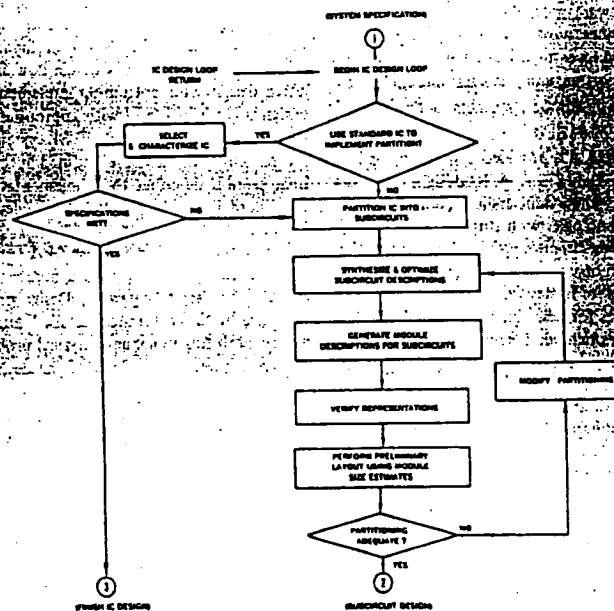 (SYSTEM SPECIFICATION)
1
IC DESIGN LOOP
RETURN
BEGIN IC DESIGN LOOP
SELECT
& CHARACTERIZE IC
YES
USE STANDARD IC TO
IMPLEMENT PARTITION?
NO
SPECIFICATIONS
MET?
NO
YES
PARTITION IC INTO
SUBCIRCUITS
SYNTHESIZE & OPTIMIZE
SUBCIRCUIT DESCRIPTIONS
GENERATE MODULE
DESCRIPTIONS FOR SUBCIRCUITS
MODIFY PARTITIONING
VERIFY REPRESENTATIONS
PERFORM PRELIMINARY
LAYOUT USING MODULE
SIZE ESTIMATES
PARTITIONING
ADEQUATE ?
NO
YES
3
2
(FINISH IC DESIGN)
(SUBCIRCUIT DESIGN)